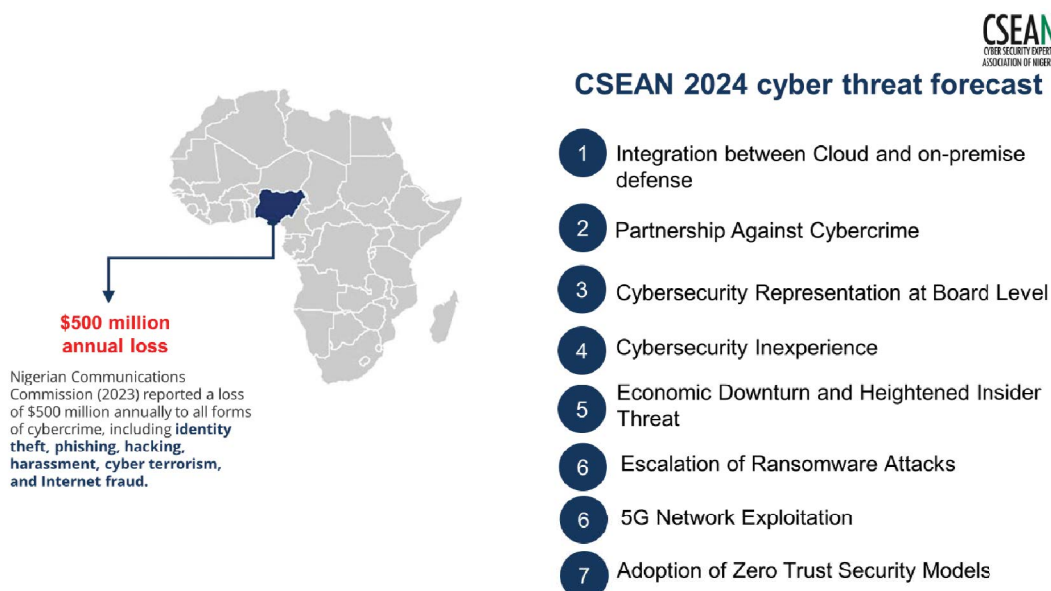 CSEAN
CYBER SECURITY EXPERT
ASSOCIATION OF NIGER
CSEAN 2024 cyber threat forecast
1 Integration between Cloud and on-premise
defense
2 Partnership Against Cybercrime
3 Cybersecurity Representation at Board Level
4 Cybersecurity Inexperience
5 Economic Downturn and Heightened Insider
Threat
6 Escalation of Ransomware Attacks
6 5G Network Exploitation
7 Adoption of Zero Trust Security Models
$500 million
annual loss
Nigerian Communications
Commission (2023) reported a loss
of $500 million annually to all forms
of cybercrime, including identity
theft, phishing, hacking,
harassment, cyber terrorism,
and Internet fraud.